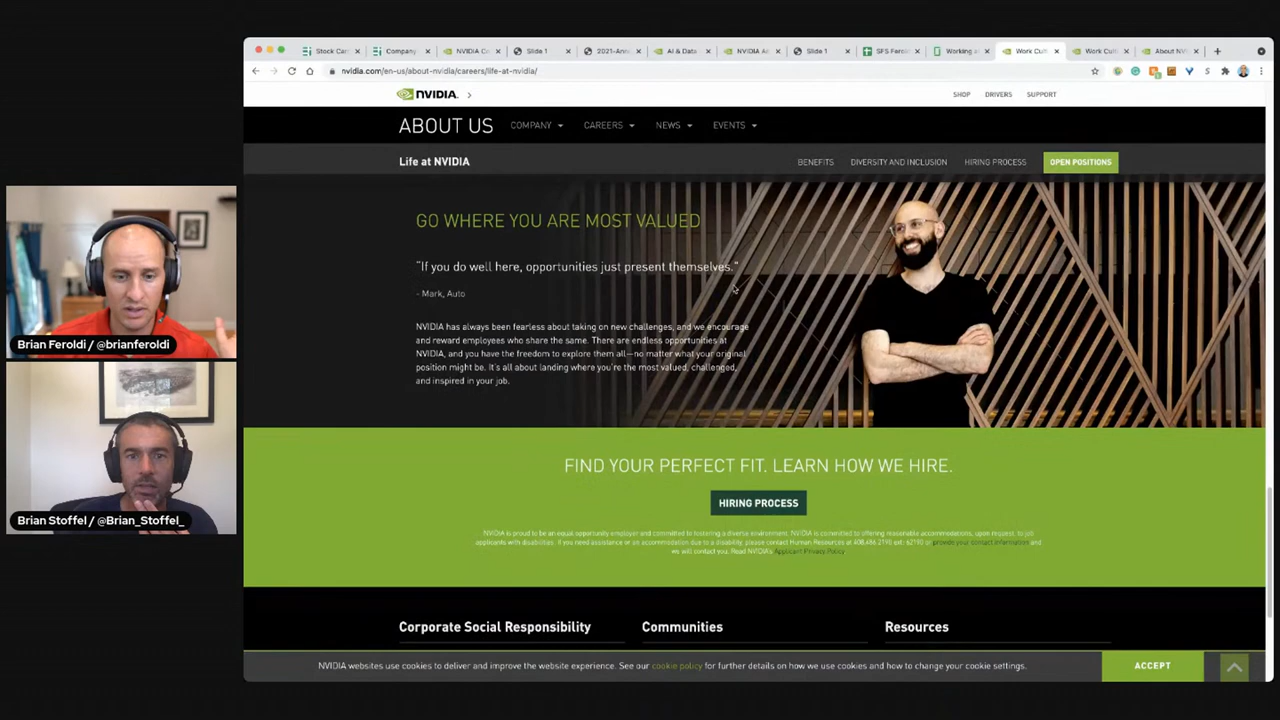 Stock Car
Company
NVIDIA Co
Slide 1
2021-Ann
AI & Data
NVIDIA A
Slide 1
SFS Ferol
Working a
Work Cult
Work Cult
About NV
nvidia.com/en-us/about-nvidia/careers/life-at-nvidia/
NVIDIA.
SHOP
DRIVERS
SUPPORT
ABOUT US
COMPANY
CAREERS
NEWS
EVENTS
Life at NVIDIA
BENEFITS
DIVERSITY AND INCLUSION
HIRING PROCESS
OPEN POSITIONS
GO WHERE YOU ARE MOST VALUED
"If you do well here, opportunities just present themselves."
- Mark, Auto
NVIDIA has always been fearless about taking on new challenges, and we encourage
and reward employees who share the same. There are endless opportunities at
NVIDIA, and you have the freedom to explore them all—no matter what your original
position might be. It's all about landing where you're the most valued, challenged,
and inspired in your job.
FIND YOUR PERFECT FIT. LEARN HOW WE HIRE.
HIRING PROCESS
NVIDIA is proud to be an equal opportunity employer and committed to fostering a diverse environment. NVIDIA is committed to offering reasonable accommodations, upon request, to job
applicants with disabilities. If you need assistance or an accommodation due to a disability, please contact Human Resources at 408.486.2190 ext: 62190 or provide your contact information and
we will contact you. Read NVIDIA's Applicant Privacy Policy.
Corporate Social Responsibility
Communities
Resources
NVIDIA websites use cookies to deliver and improve the website experience. See our cookie policy for further details on how we use cookies and how to change your cookie settings.
ACCEPT
Brian Feroldi / @brianferoldi
Brian Stoffel / @Brian_Stoffel_